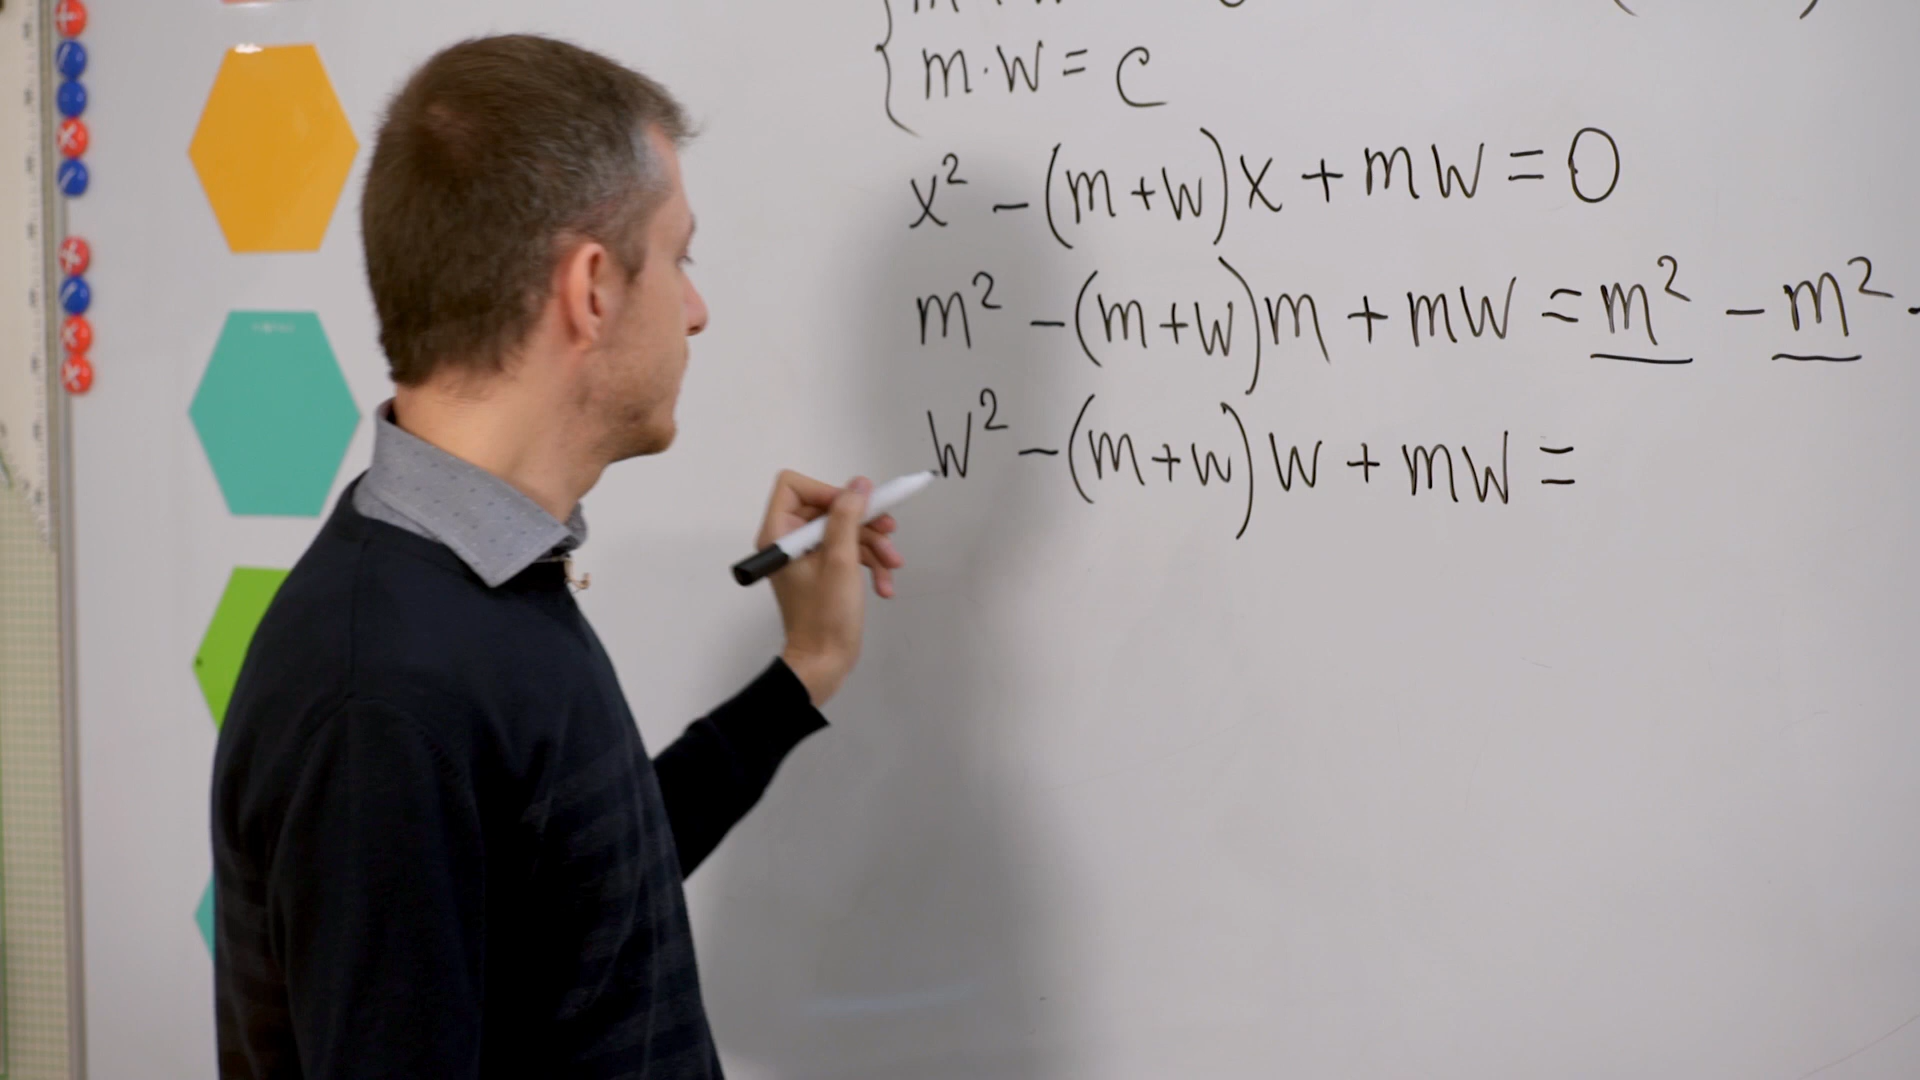 m · w = c
x² - (m + w)x + mw = 0
m² - (m + w)m + mw = m² - m²
w² - (m + w)w + mw =